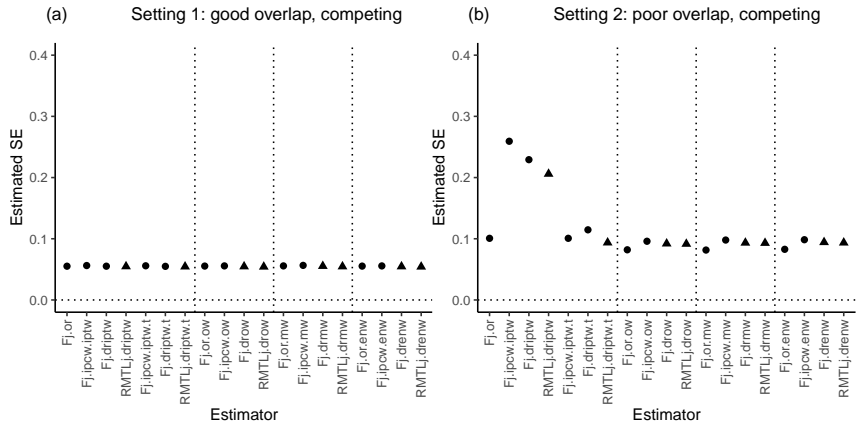 (a) Setting 1: good overlap, competing
Estimated SE
0.4
0.3
0.2
0.1
0.0
Fj.or
Fj.ipcw.iptw
Fj.driptw
RMTLj.driptw
Fj.ipcw.iptw.t
Fj.driptw.t
RMTLj.driptw.t
Fj.or.ow
Fj.ipcw.ow
Fj.drow
RMTLj.drow
Fj.or.mw
Fj.ipcw.mw
Fj.drmw
RMTLj.drmw
Fj.or.enw
Fj.ipcw.enw
Fj.drenw
RMTLj.drenw
Estimator
(b) Setting 2: poor overlap, competing
Estimated SE
0.4
0.3
0.2
0.1
0.0
Fj.or
Fj.ipcw.iptw
Fj.driptw
RMTLj.driptw
Fj.ipcw.iptw.t
Fj.driptw.t
RMTLj.driptw.t
Fj.or.ow
Fj.ipcw.ow
Fj.drow
RMTLj.drow
Fj.or.mw
Fj.ipcw.mw
Fj.drmw
RMTLj.drmw
Fj.or.enw
Fj.ipcw.enw
Fj.drenw
RMTLj.drenw
Estimator